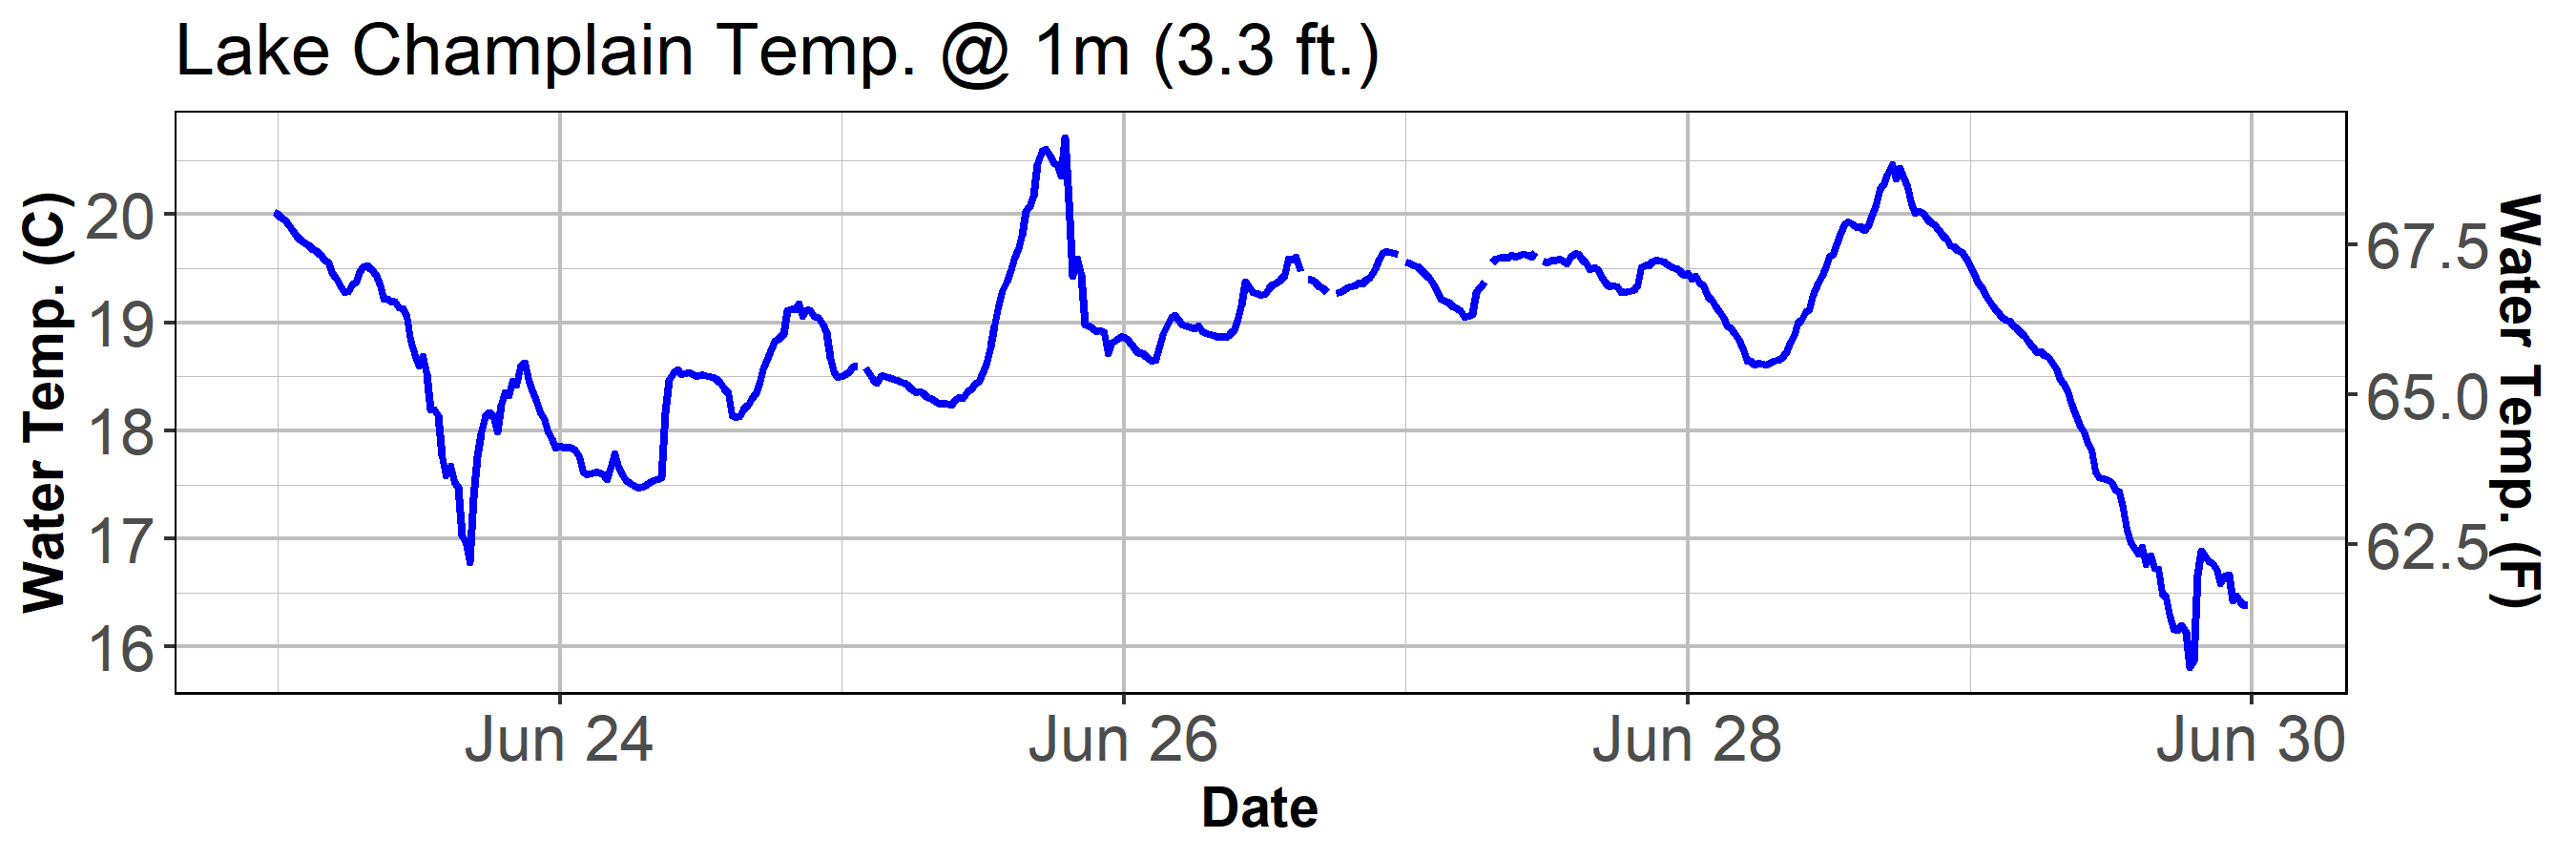 Lake Champlain Temp. @ 1m (3.3 ft.)
Water Temp. (C)
20
19
18
17
16
67.5
65.0
62.5
Water Temp. (F)
Jun 24
Jun 26
Jun 28
Jun 30
Date